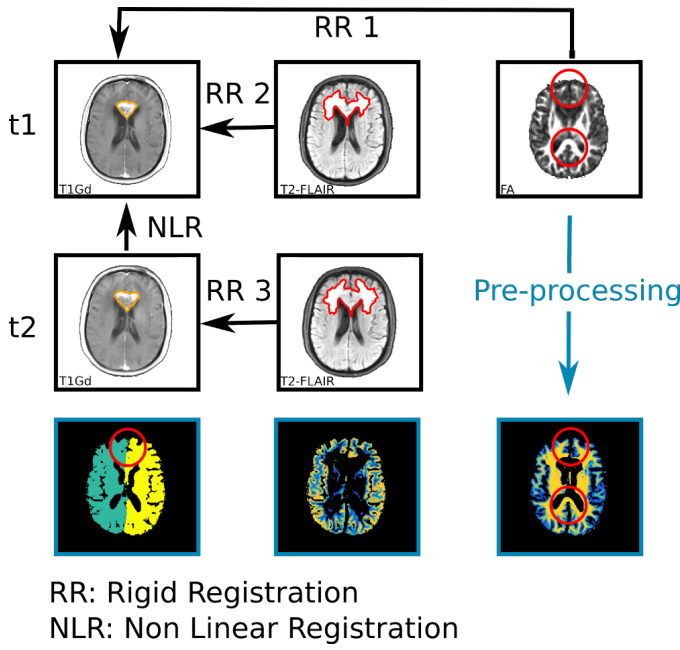 RR 1
t1
RR 2
T1Gd
T2-FLAIR
FA
NLR
t2
RR 3
Pre-processing
T1Gd
T2-FLAIR
RR: Rigid Registration
NLR: Non Linear Registration